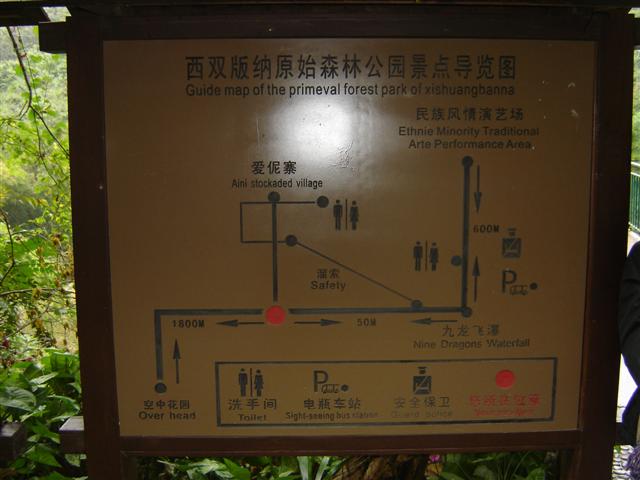 西双版纳原始森林公园景点导览图
Guide map of the primeval forest park of xishuangbanna
民族风情演艺场
Ethnie Minority Traditional
Arte Performance Area
爱伲寨
Aini stockaded village
600M
溜索
Safety
P
1800M
50M
九龙飞瀑
Nine Dragons Waterfall
空中花园
Over head
P
洗手间
Toilet
电瓶车站
Sight-seeing bus station
安全保卫
Guard police